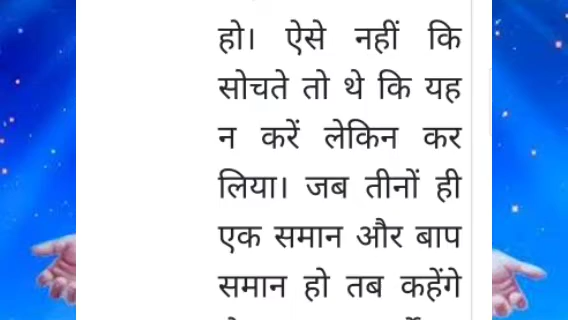 हो। ऐसे नहीं कि
सोचते तो थे कि यह
न करें लेकिन कर
लिया। जब तीनों ही
एक समान और बाप
समान हो तब कहेंगे